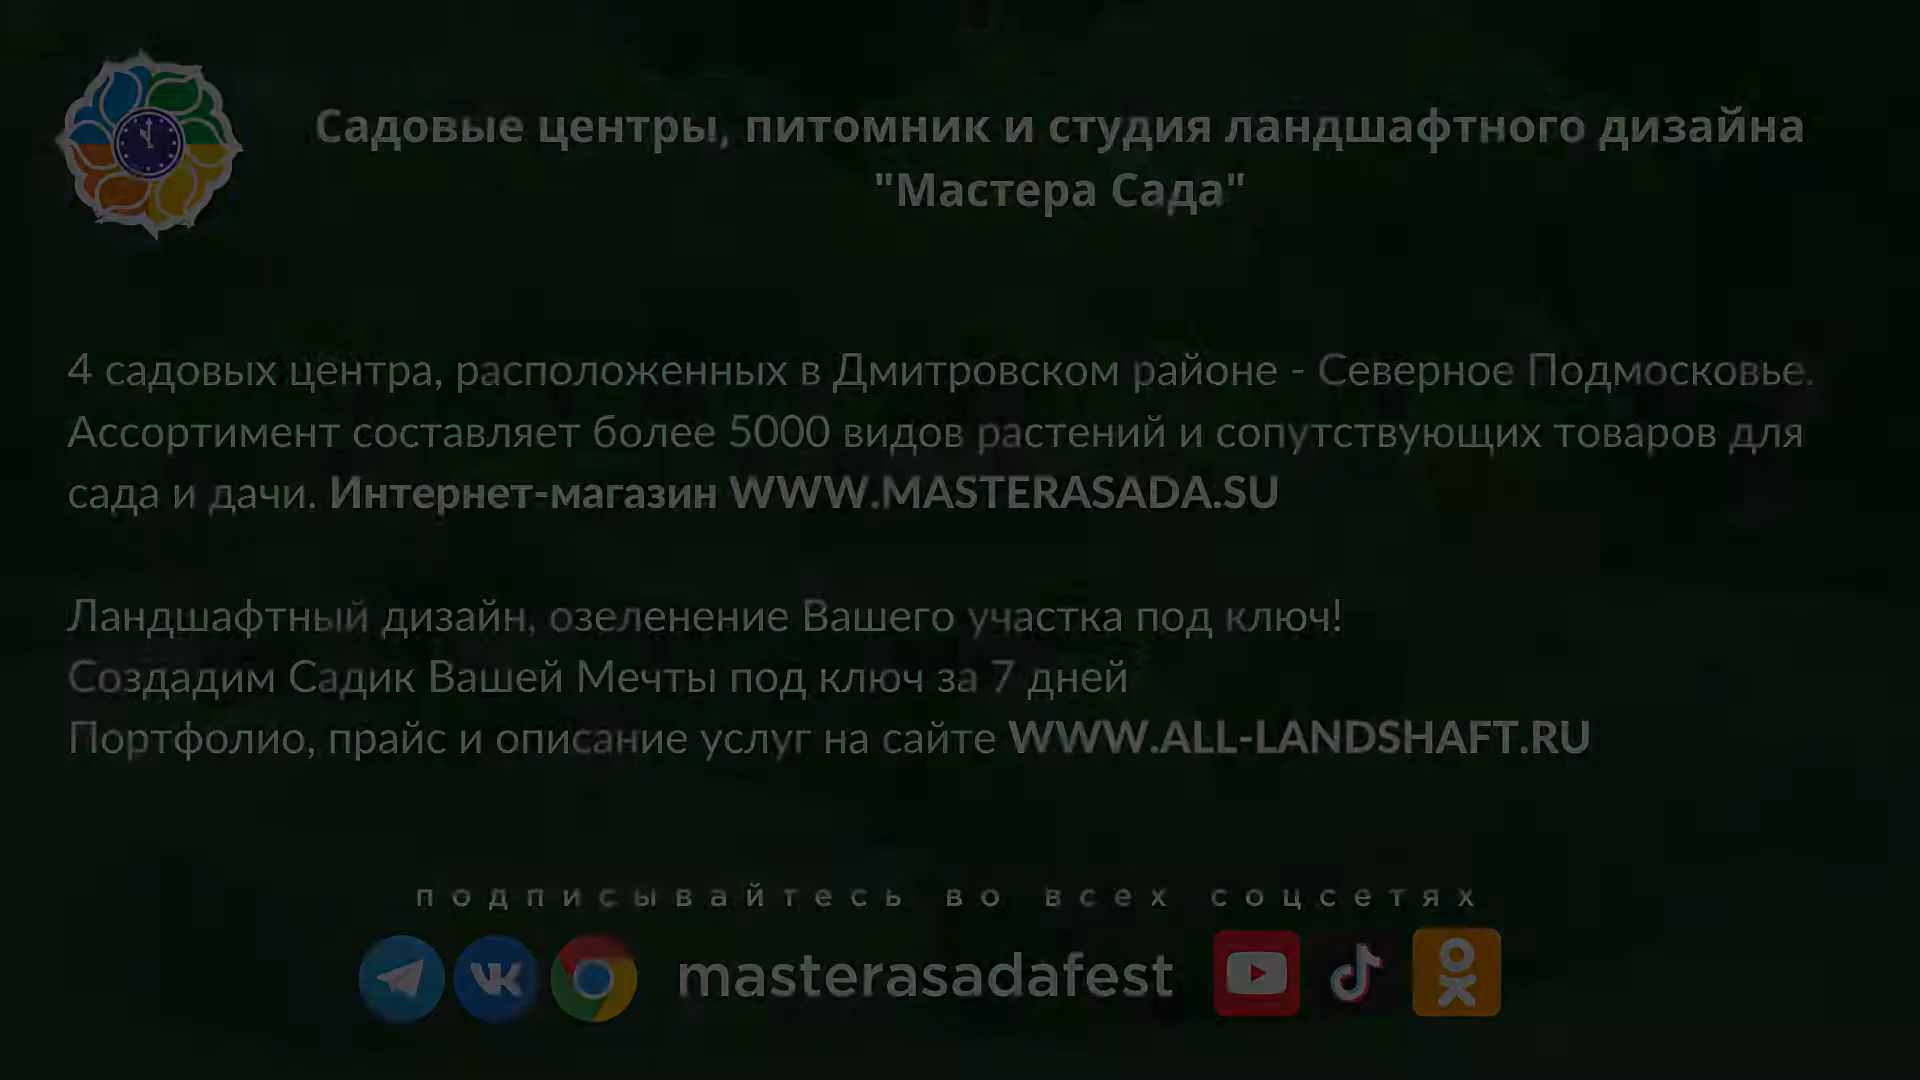 Садовые центры, питомник и студия ландшафтного дизайна
"Мастера Сада"
4 садовых центра, расположенных в Дмитровском районе - Северное Подмосковье.
Ассортимент составляет более 5000 видов растений и сопутствующих товаров для
сада и дачи. Интернет-магазин WWW.MASTERASADA.SU
Ландшафтный дизайн, озеленение Вашего участка под ключ!
Создадим Садик Вашей Мечты под ключ за 7 дней
Портфолио, прайс и описание услуг на сайте WWW.ALL-LANDSHAFT.RU
подписывайтесь во всех соцсетях
masterasadafest